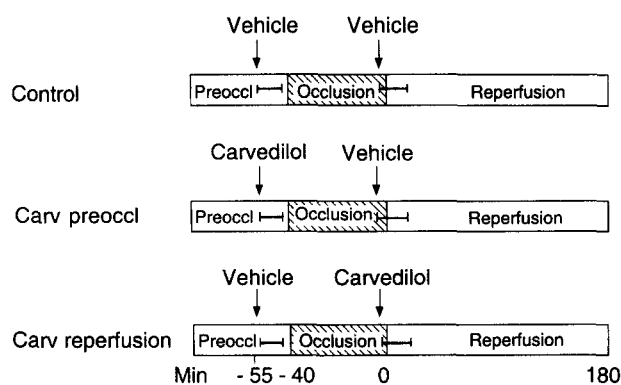 Vehicle Vehicle
Control Preoccl Occlusion Reperfusion
Carvedilol Vehicle
Carv preoccl Preoccl Occlusion Reperfusion
Vehicle Carvedilol
Carv reperfusion Preoccl Occlusion Reperfusion
Min - 55 - 40 0 180